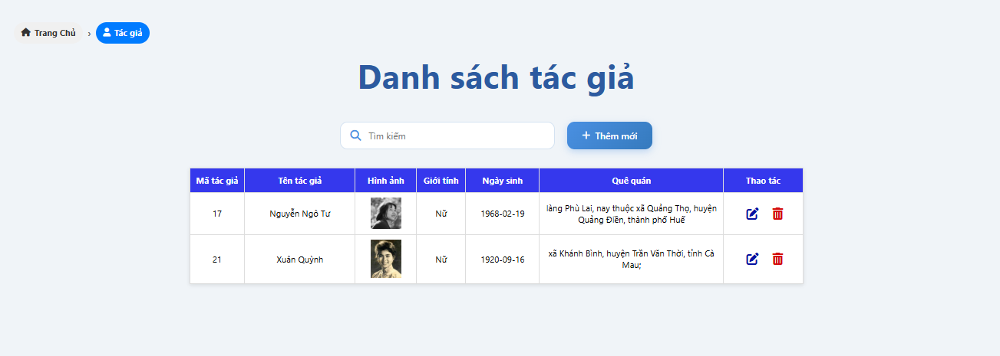 Trang Chủ › Tác giả
Danh sách tác giả
Tìm kiếm
+ Thêm mới
Mã tác giả Tên tác giả Hình ảnh Giới tính Ngày sinh Quê quán Thao tác
17 Nguyễn Ngô Tư Nữ 1968-02-19 làng Phù Lai, nay thuộc xã Quảng Thọ, huyện
Quảng Điền, thành phố Huế
21 Xuân Quỳnh Nữ 1920-09-16 xã Khánh Bình, huyện Trần Văn Thời, tỉnh Cà
Mau;